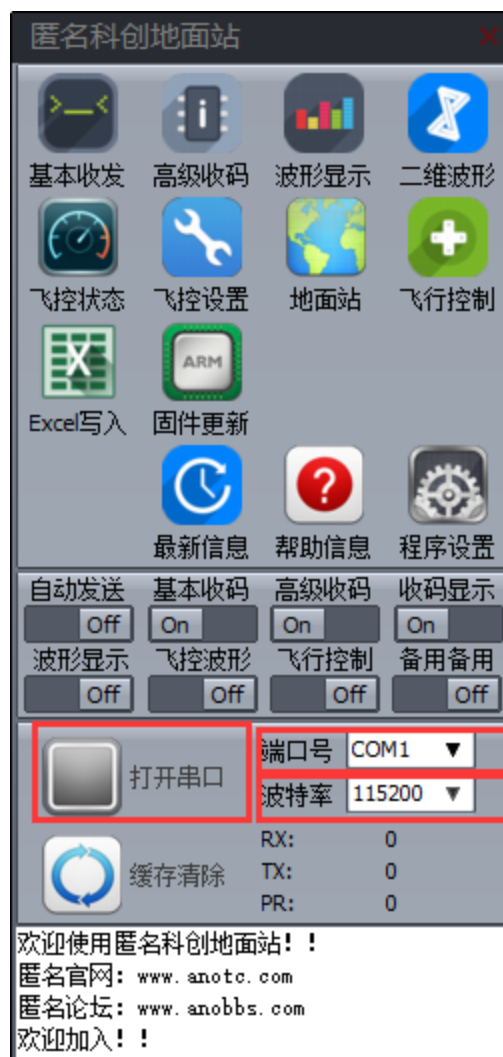 匿名科创地面站
基本收发 高级收码 波形显示 二维波形
飞控状态 飞控设置 地面站 飞行控制
ARM
Excel写入 固件更新
最新信息 帮助信息 程序设置
自动发送 基本收码 高级收码 收码显示
Off On On On
波形显示 飞控波形 飞行控制 备用备用
Off Off Off Off
打开串口
端口号 COM1
波特率 115200
缓存清除
RX: 0
TX: 0
PR: 0
欢迎使用匿名科创地面站！！
匿名官网：www.anotc.com
匿名论坛：www.anobbs.com
欢迎加入！！